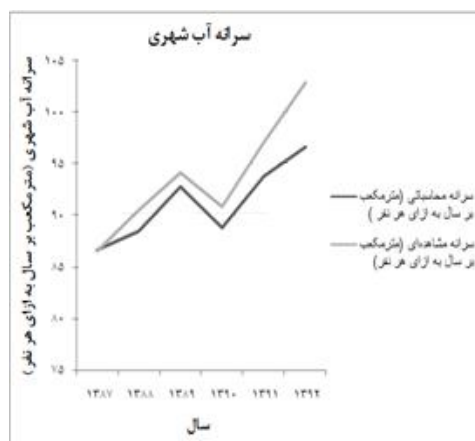 سرانه آب شهری
سرانه آب شهری (مترمکعب بر سال به ازای هر نفر)
۱۰۵
۱۰۰
۹۵
۹۰
۸۵
۸۰
۷۵
۱۳۸۷ ۱۳۸۸ ۱۳۸۹ ۱۳۹۰ ۱۳۹۱ ۱۳۹۲
سال
سرانه محاسباتی (مترمکعب
بر سال به ازای هر نفر )
سرانه مشاهده‌ای (مترمکعب
بر سال به ازای هر نفر)